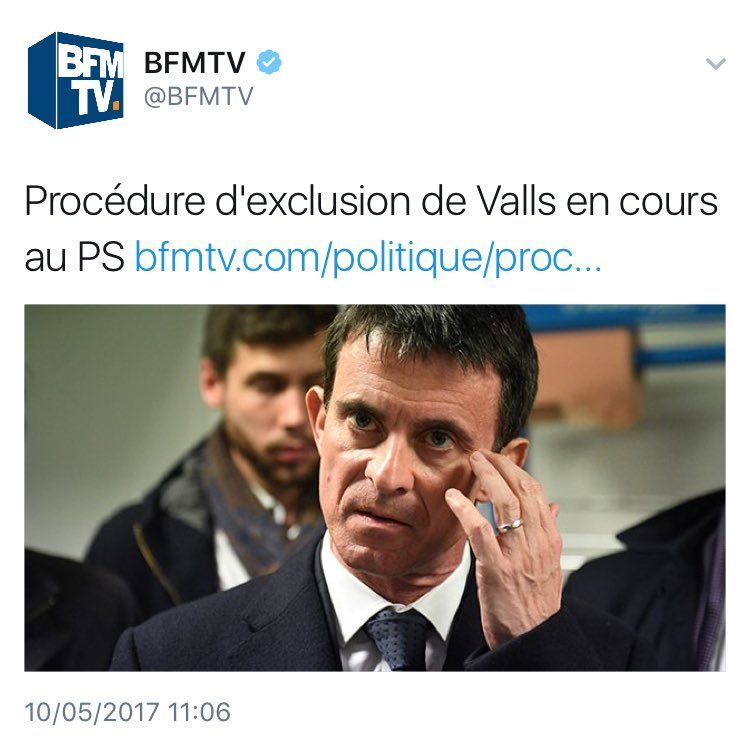 BFM
TV.
BFMTV
@BFMTV
Procédure d'exclusion de Valls en cours
au PS bfmtv.com/politique/proc...
10/05/2017 11:06